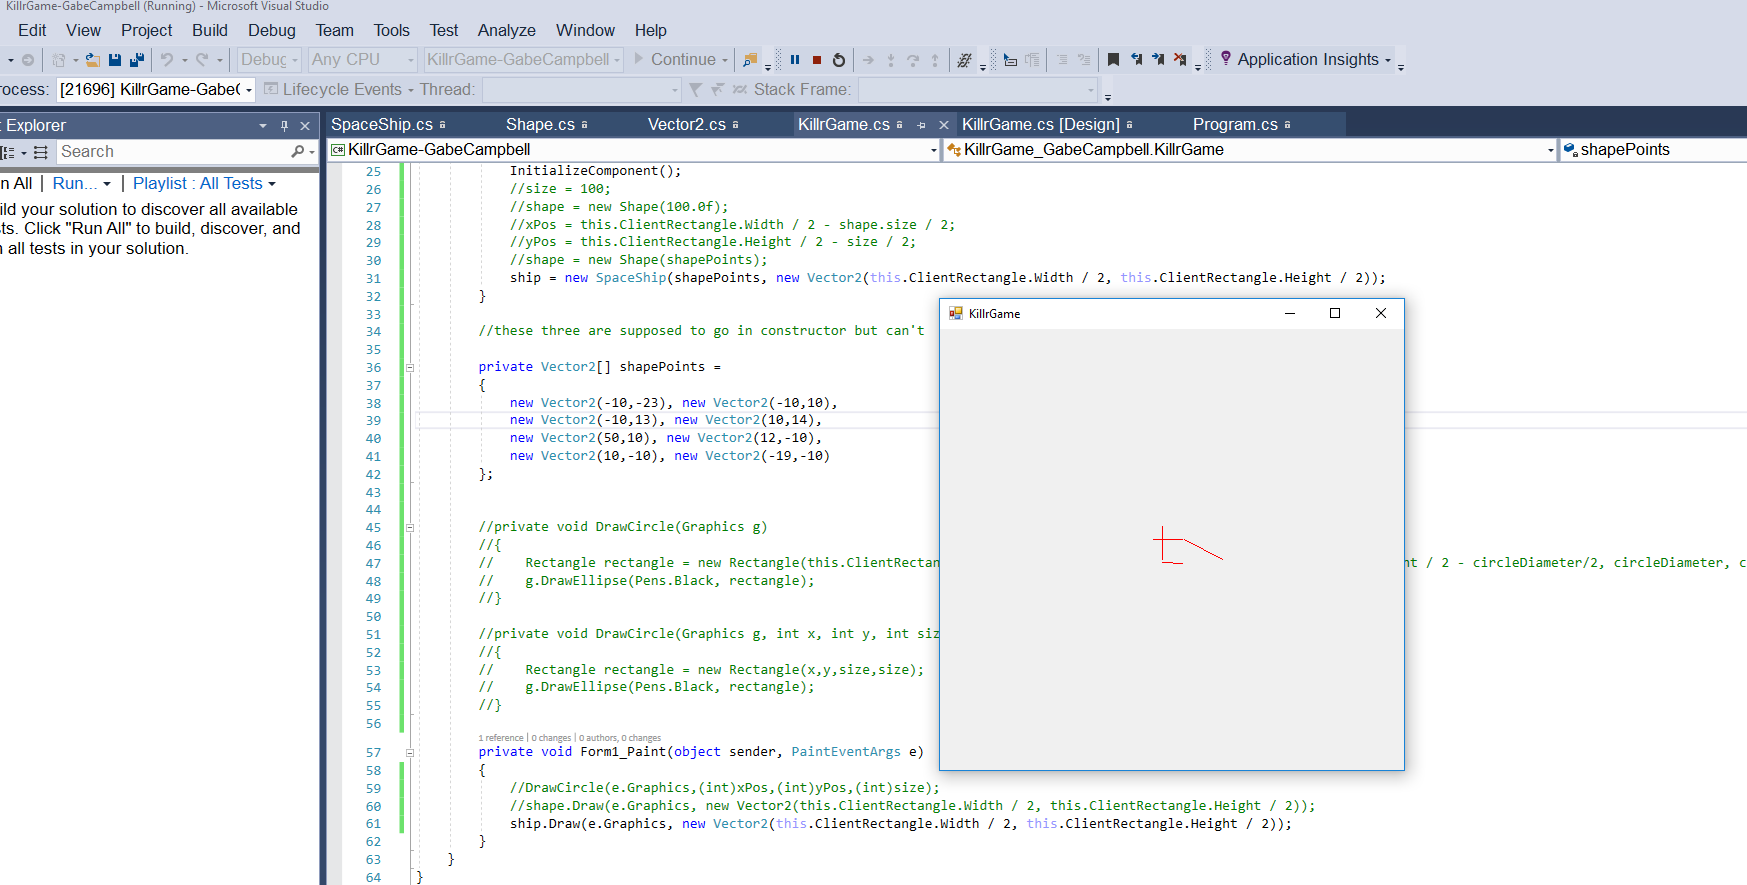 KillrGame-GabeCampbell (Running) - Microsoft Visual Studio
Edit View Project Build Debug Team Tools Test Analyze Window Help
Debug Any CPU KillrGame-GabeCampbell Continue Application Insights
ocess: [21696] KillrGame-Gabe( Lifecycle Events Thread: Stack Frame:
t Explorer
Search
n All | Run... | Playlist : All Tests
ild your solution to discover all available
sts. Click "Run All" to build, discover, and
n all tests in your solution.
SpaceShip.cs Shape.cs Vector2.cs KillrGame.cs KillrGame.cs [Design] Program.cs
C# KillrGame-GabeCampbell KillrGame_GabeCampbell.KillrGame shapePoints
25 InitializeComponent();
26 //size = 100;
27 //shape = new Shape(100.0f);
28 //xPos = this.ClientRectangle.Width / 2 - shape.size / 2;
29 //yPos = this.ClientRectangle.Height / 2 - size / 2;
30 //shape = new Shape(shapePoints);
31 ship = new SpaceShip(shapePoints, new Vector2(this.ClientRectangle.Width / 2, this.ClientRectangle.Height / 2));
32 }
33
34 //these three are supposed to go in constructor but can't
35
36 private Vector2[] shapePoints =
37 {
38 new Vector2(-10,-23), new Vector2(-10,10),
39 new Vector2(-10,13), new Vector2(10,14),
40 new Vector2(50,10), new Vector2(12,-10),
41 new Vector2(10,-10), new Vector2(-19,-10)
42 };
43
44
45 //private void DrawCircle(Graphics g)
46 //{
47 // Rectangle rectangle = new Rectangle(this.ClientRectan nt / 2 - circleDiameter/2, circleDiameter, c
48 // g.DrawEllipse(Pens.Black, rectangle);
49 //}
50
51 //private void DrawCircle(Graphics g, int x, int y, int siz
52 //{
53 // Rectangle rectangle = new Rectangle(x,y,size,size);
54 // g.DrawEllipse(Pens.Black, rectangle);
55 //}
56
1 reference | 0 changes | 0 authors, 0 changes
57 private void Form1_Paint(object sender, PaintEventArgs e)
58 {
59 //DrawCircle(e.Graphics,(int)xPos,(int)yPos,(int)size);
60 //shape.Draw(e.Graphics, new Vector2(this.ClientRectangle.Width / 2, this.ClientRectangle.Height / 2));
61 ship.Draw(e.Graphics, new Vector2(this.ClientRectangle.Width / 2, this.ClientRectangle.Height / 2));
62 }
63 }
64 }
KillrGame